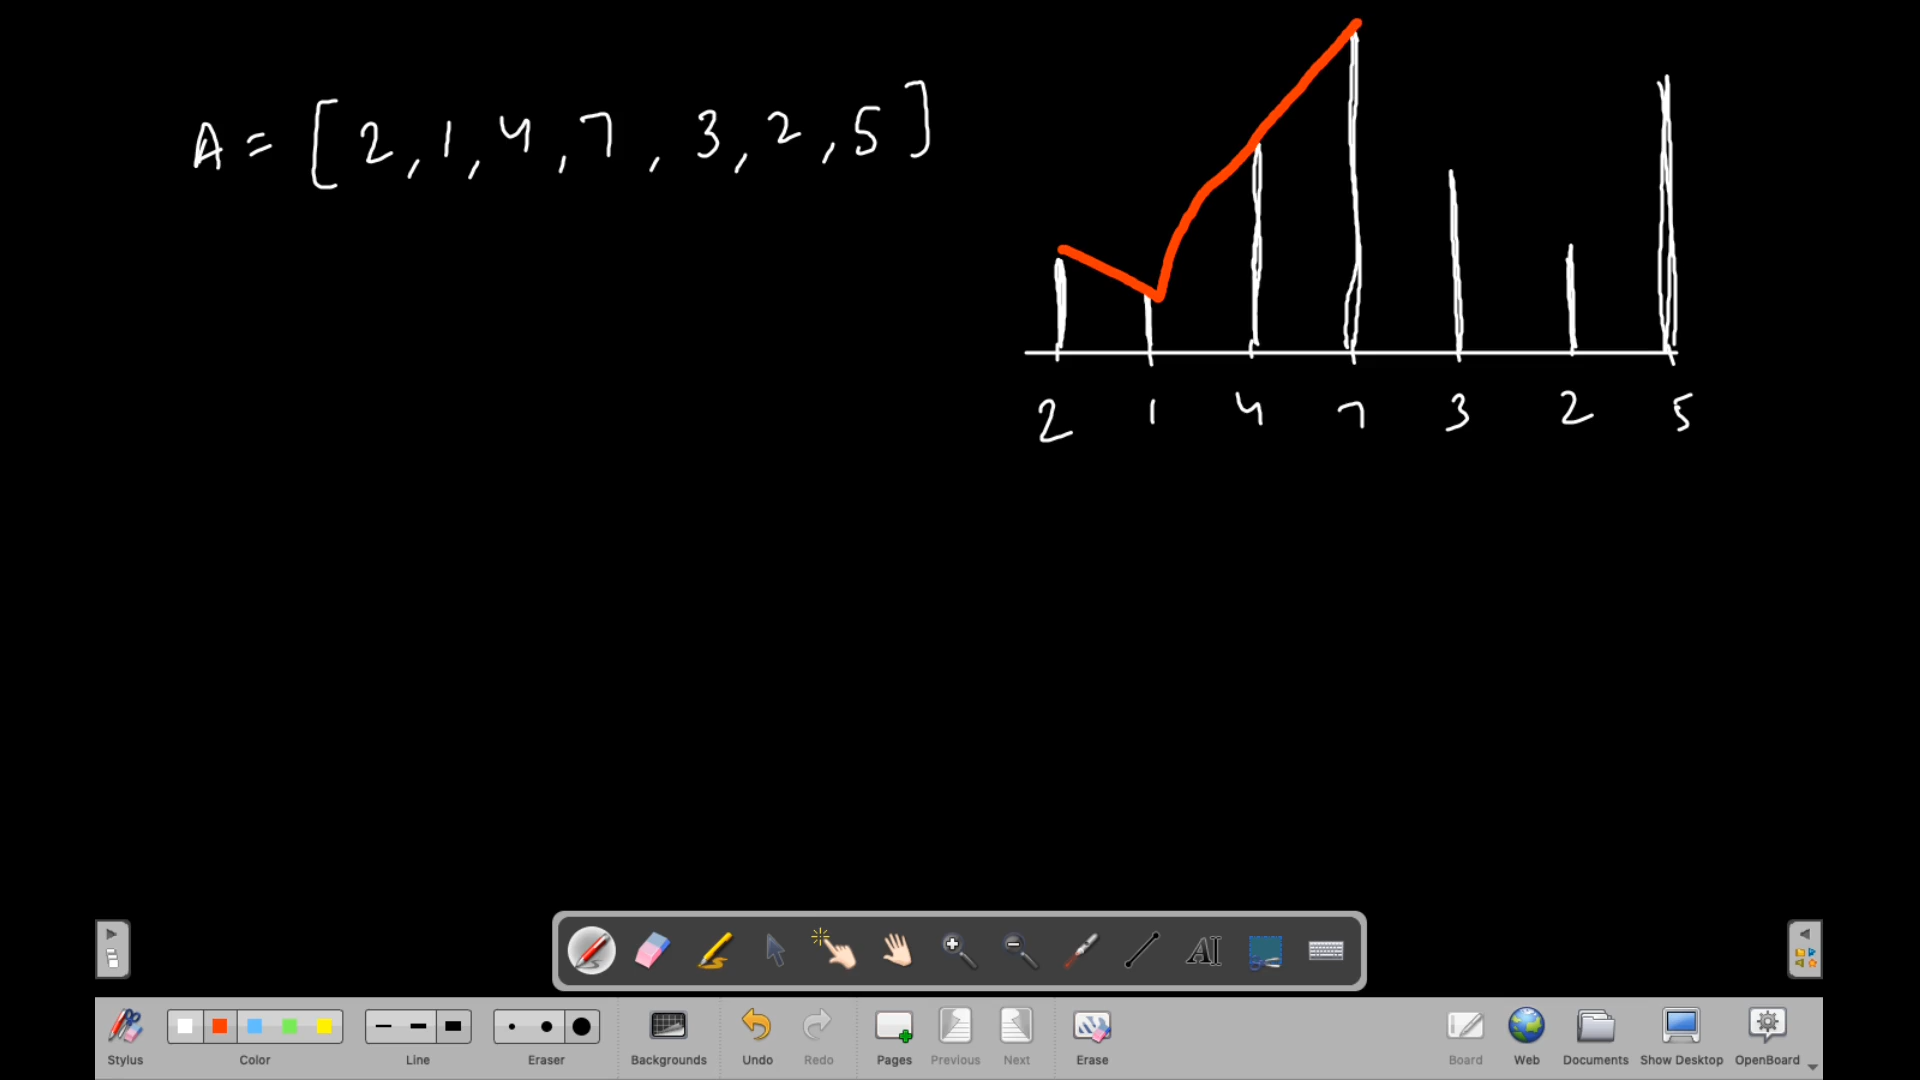 A = [ 2 , 1 , 4 , 7 , 3 , 2 , 5 ]
2 1 4 7 3 2 5
AI
Stylus Color Line Eraser Backgrounds Undo Redo Pages Previous Next Erase Board Web Documents Show Desktop OpenBoard